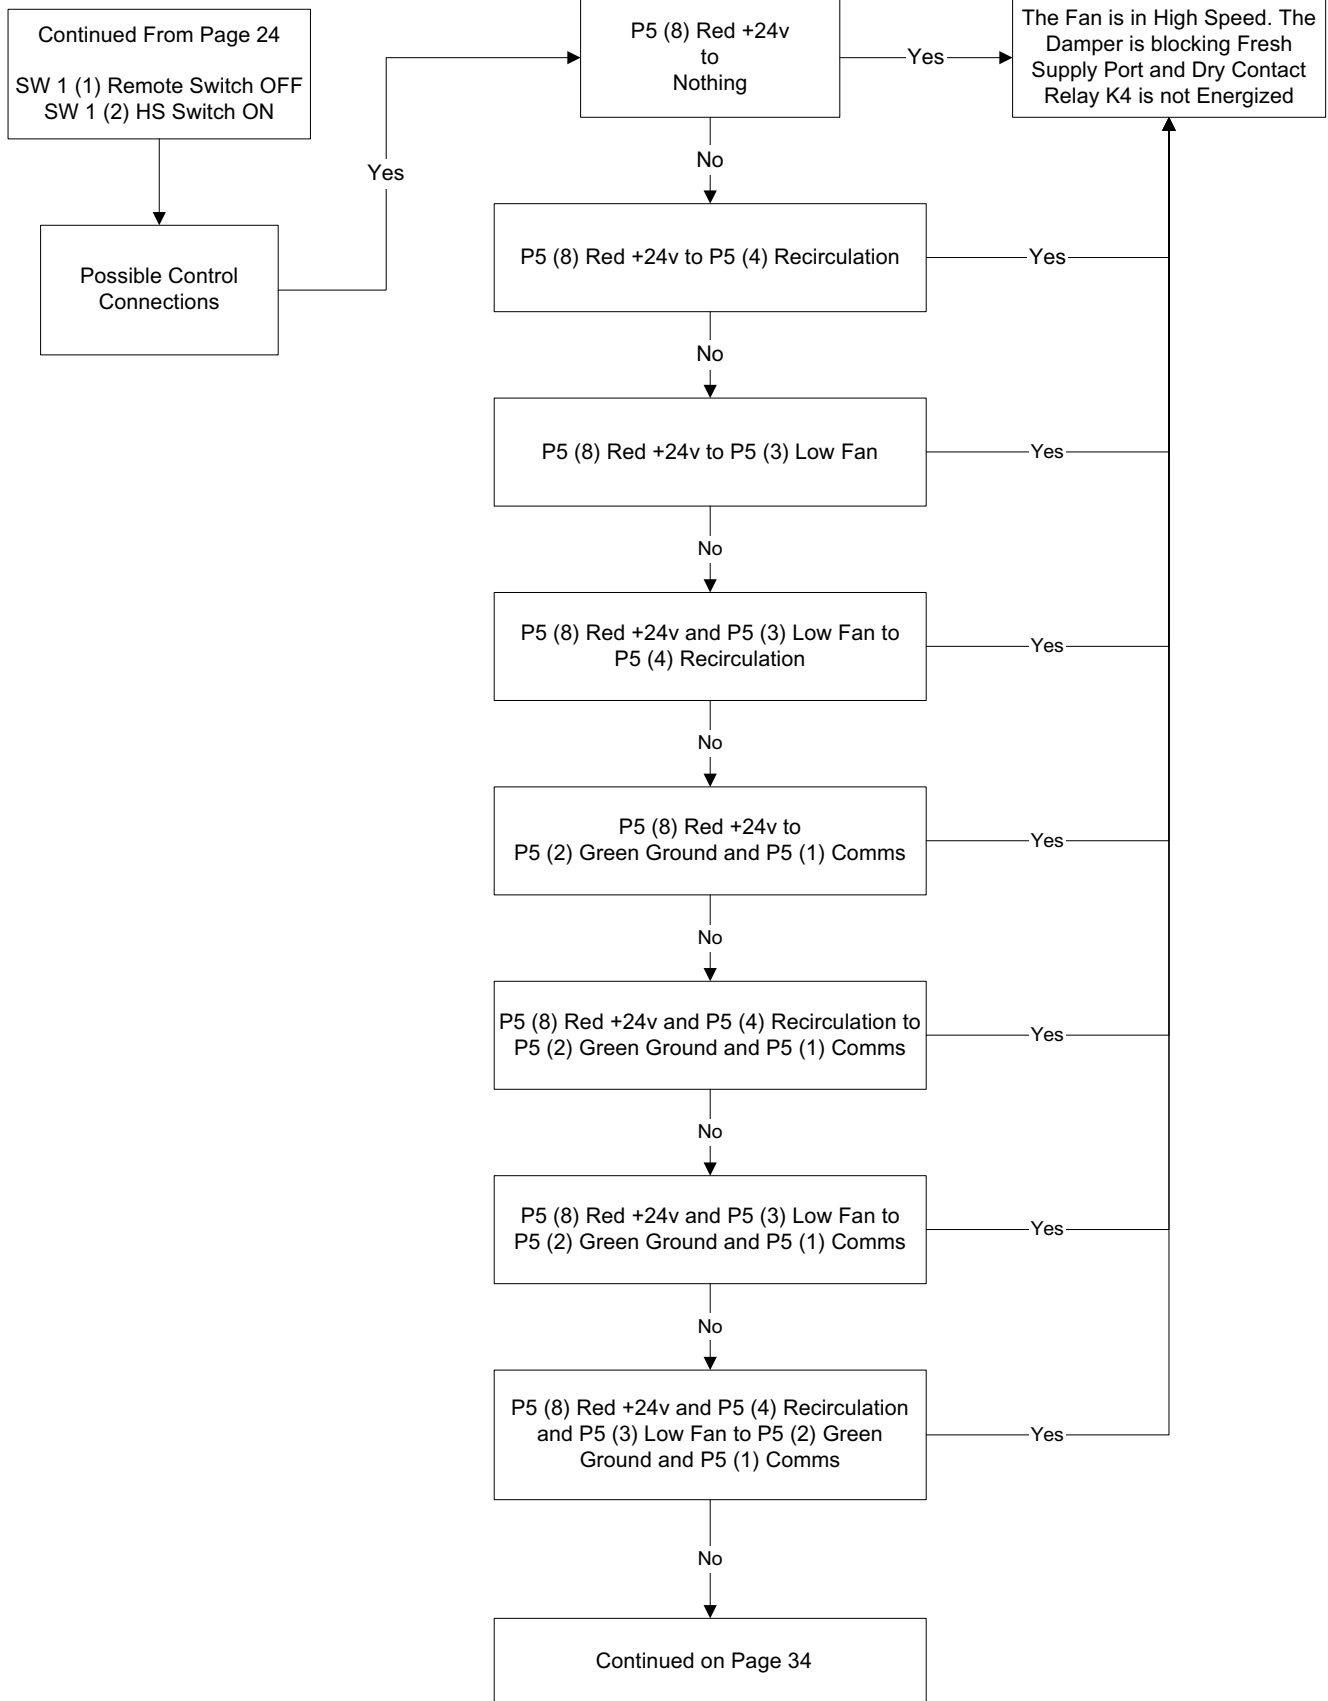 Continued From Page 24
SW 1 (1) Remote Switch OFF
SW 1 (2) HS Switch ON
Possible Control
Connections
Yes
P5 (8) Red +24v
to
Nothing
Yes
The Fan is in High Speed. The
Damper is blocking Fresh
Supply Port and Dry Contact
Relay K4 is not Energized
No
P5 (8) Red +24v to P5 (4) Recirculation
Yes
No
P5 (8) Red +24v to P5 (3) Low Fan
Yes
No
P5 (8) Red +24v and P5 (3) Low Fan to
P5 (4) Recirculation
Yes
No
P5 (8) Red +24v to
P5 (2) Green Ground and P5 (1) Comms
Yes
No
P5 (8) Red +24v and P5 (4) Recirculation to
P5 (2) Green Ground and P5 (1) Comms
Yes
No
P5 (8) Red +24v and P5 (3) Low Fan to
P5 (2) Green Ground and P5 (1) Comms
Yes
No
P5 (8) Red +24v and P5 (4) Recirculation
and P5 (3) Low Fan to P5 (2) Green
Ground and P5 (1) Comms
Yes
No
Continued on Page 34